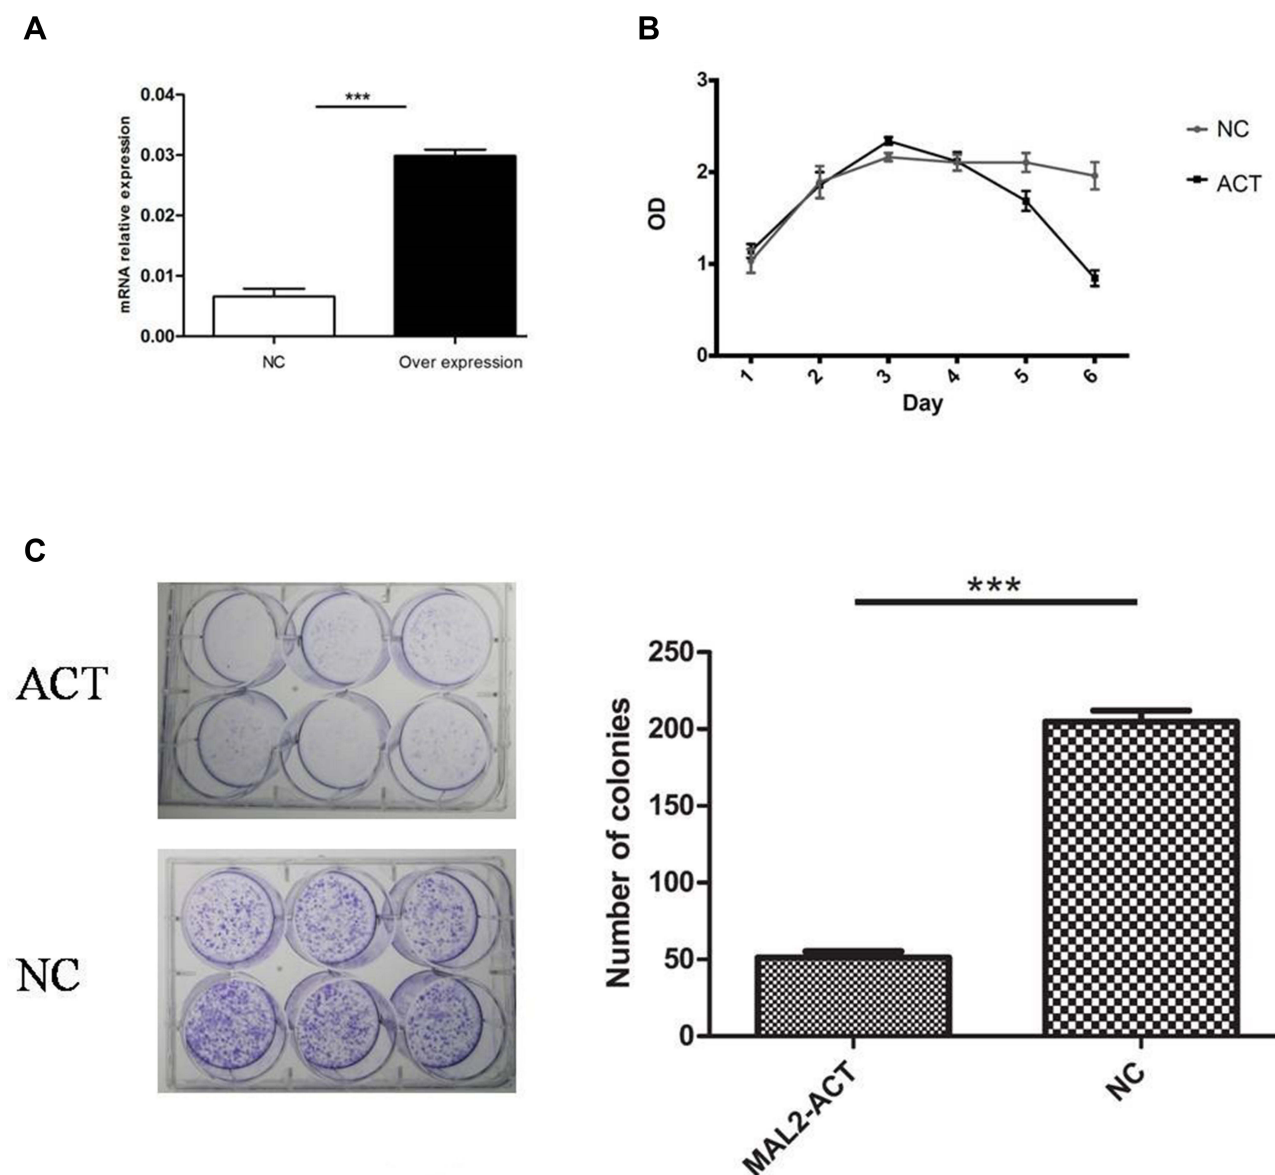 A
0.04
0.03
0.02
0.01
0.00
mRNA relative expression
***
NC
Over expression
B
3
2
1
0
OD
1 2 3 4 5 6
Day
NC
ACT
C
ACT
NC
***
250
200
150
100
50
0
Number of colonies
MAL2-ACT
NC